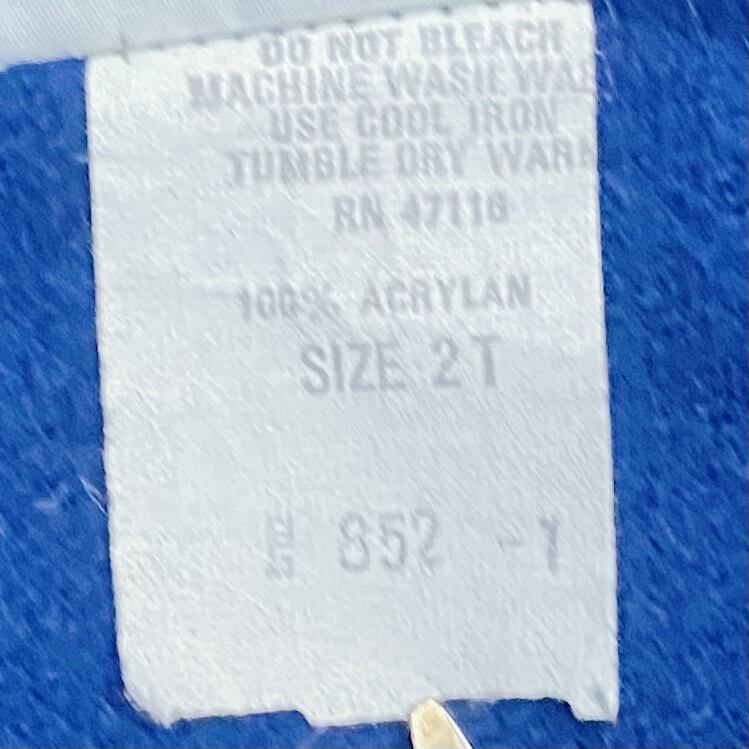 DO NOT BLEACH
MACHINE WASH WA
USE COOL IRON
TUMBLE DRY WARM
RN 47116
100% ACRYLAN
SIZE 2T
852 -1